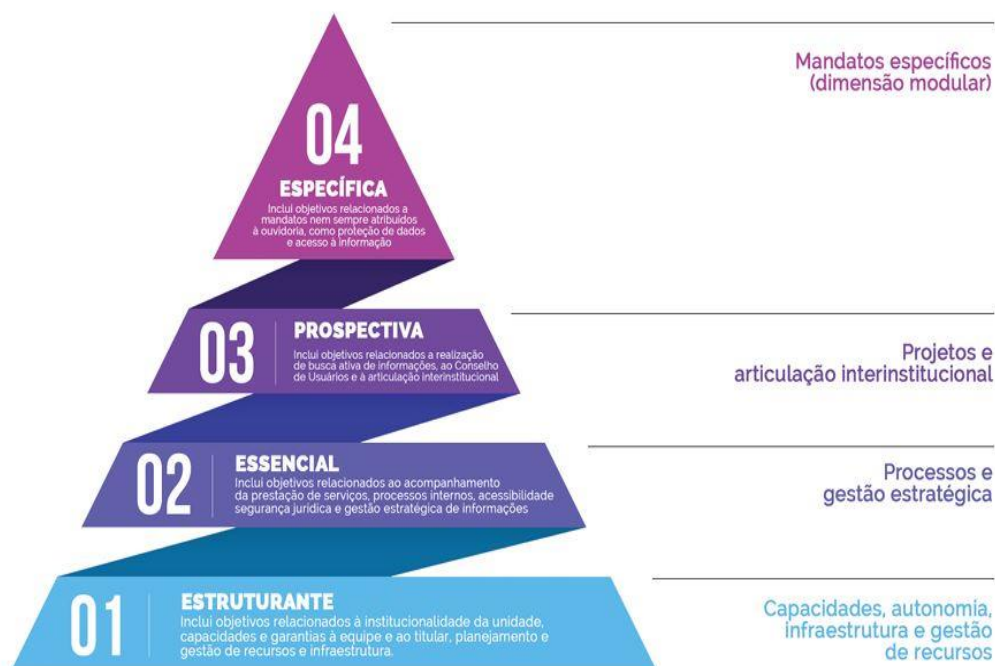 Mandatos específicos
(dimensão modular)
04
ESPECÍFICA
Inclui objetivos relacionados a
mandatos nem sempre atribuídos
à ouvidoria, como proteção de dados
e acesso à informação
03
PROSPECTIVA
Inclui objetivos relacionados a realização
de busca ativa de informações, ao Conselho
de Usuários e à articulação interinstitucional
Projetos e
articulação interinstitucional
02
ESSENCIAL
Inclui objetivos relacionados ao acompanhamento
da prestação de serviços, processos internos, acessibilidade
segurança jurídica e gestão estratégica de informações
Processos e
gestão estratégica
01
ESTRUTURANTE
Inclui objetivos relacionados à institucionalidade da unidade,
capacidades e garantias à equipe e ao titular, planejamento e
gestão de recursos e infraestrutura.
Capacidades, autonomia,
infraestrutura e gestão
de recursos